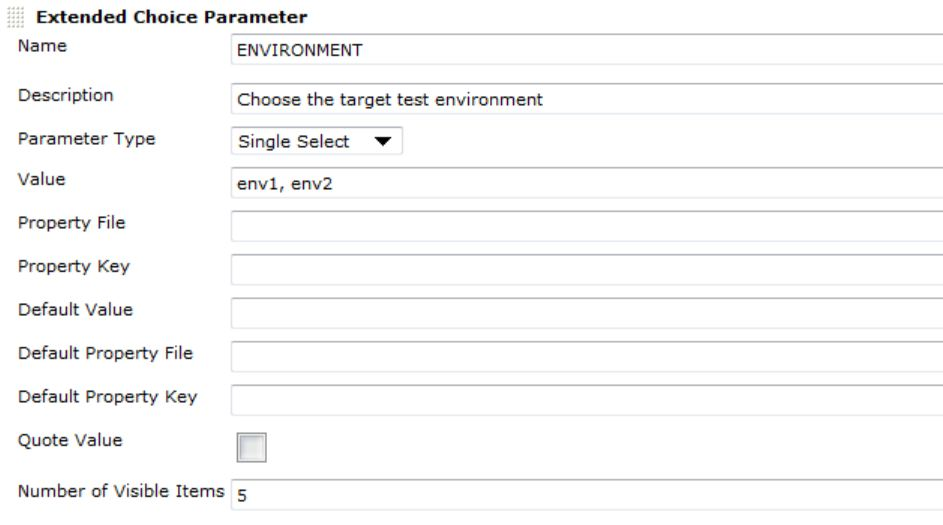 Extended Choice Parameter
Name ENVIRONMENT
Description Choose the target test environment
Parameter Type Single Select
Value env1, env2
Property File
Property Key
Default Value
Default Property File
Default Property Key
Quote Value
Number of Visible Items 5